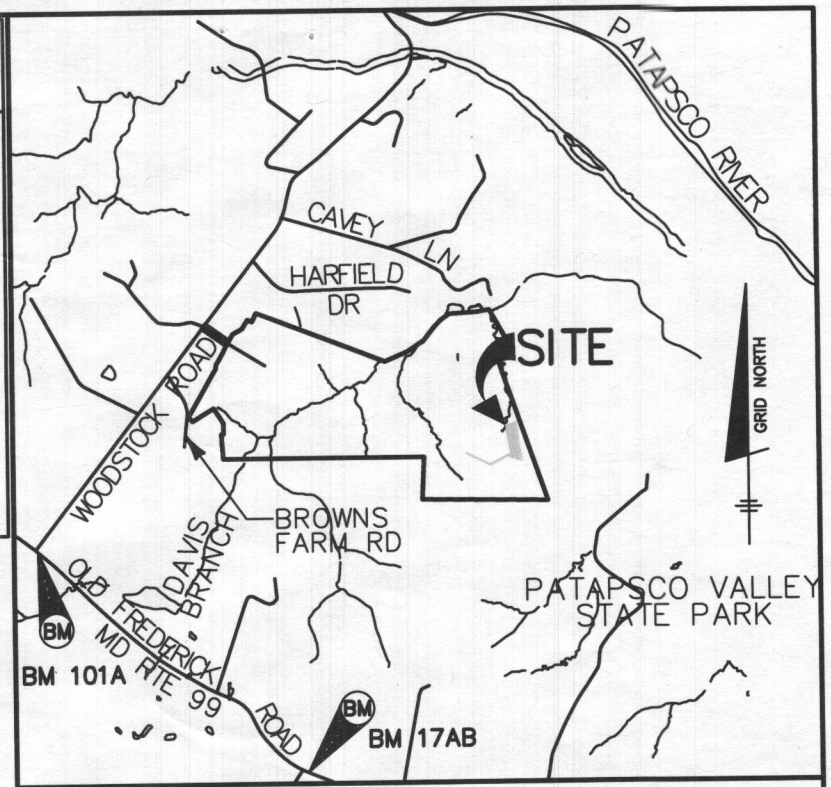 PATAPSCO RIVER
CAVEY LN
HARFIELD
DR
SITE
GRID NORTH
WOODSTOCK ROAD
BROWNS
FARM RD
DAVIS
BRANCH
PATAPSCO VALLEY
STATE PARK
OLD FREDERICK ROAD
MD RTE 99
BM
BM 101A
BM
BM 17AB